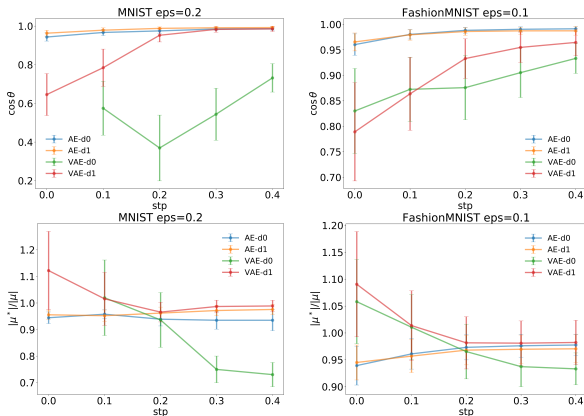 MNIST eps=0.2
1.0
0.8
0.6
0.4
0.2
cosθ
AE-d0
AE-d1
VAE-d0
VAE-d1
0.0 0.1 0.2 0.3 0.4
stp
FashionMNIST eps=0.1
1.00
0.95
0.90
0.85
0.80
0.75
0.70
cosθ
AE-d0
AE-d1
VAE-d0
VAE-d1
0.0 0.1 0.2 0.3 0.4
stp
MNIST eps=0.2
1.2
1.1
1.0
0.9
0.8
0.7
|μ*|/|μ|
AE-d0
AE-d1
VAE-d0
VAE-d1
0.0 0.1 0.2 0.3 0.4
stp
FashionMNIST eps=0.1
1.20
1.15
1.10
1.05
1.00
0.95
0.90
|μ*|/|μ|
AE-d0
AE-d1
VAE-d0
VAE-d1
0.0 0.1 0.2 0.3 0.4
stp